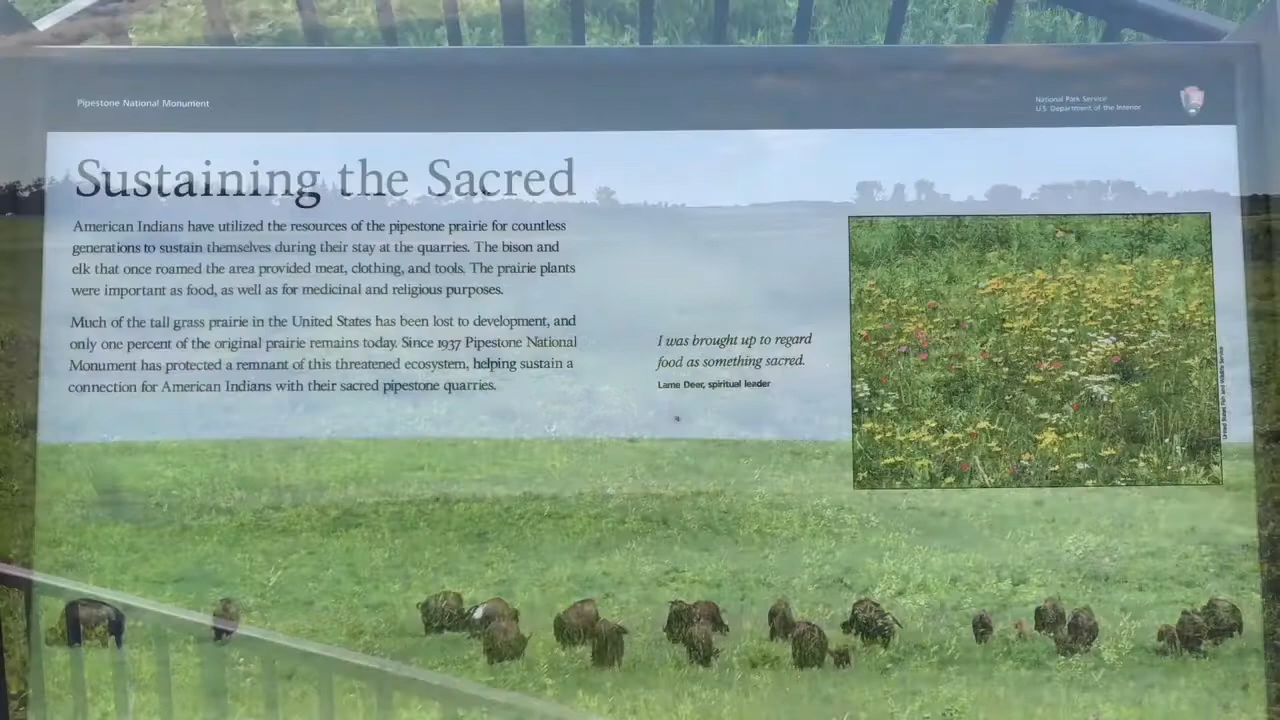 Pipestone National Monument
National Park Service
U.S. Department of the Interior
Sustaining the Sacred
American Indians have utilized the resources of the pipestone prairie for countless
generations to sustain themselves during their stay at the quarries. The bison and
elk that once roamed the area provided meat, clothing, and tools. The prairie plants
were important as food, as well as for medicinal and religious purposes.
Much of the tall grass prairie in the United States has been lost to development, and
only one percent of the original prairie remains today. Since 1937 Pipestone National
Monument has protected a remnant of this threatened ecosystem, helping sustain a
connection for American Indians with their sacred pipestone quarries.
I was brought up to regard
food as something sacred.
Lame Deer, spiritual leader
United States Fish and Wildlife Service